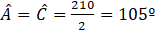 Â = Ĉ = 210/2 = 105º